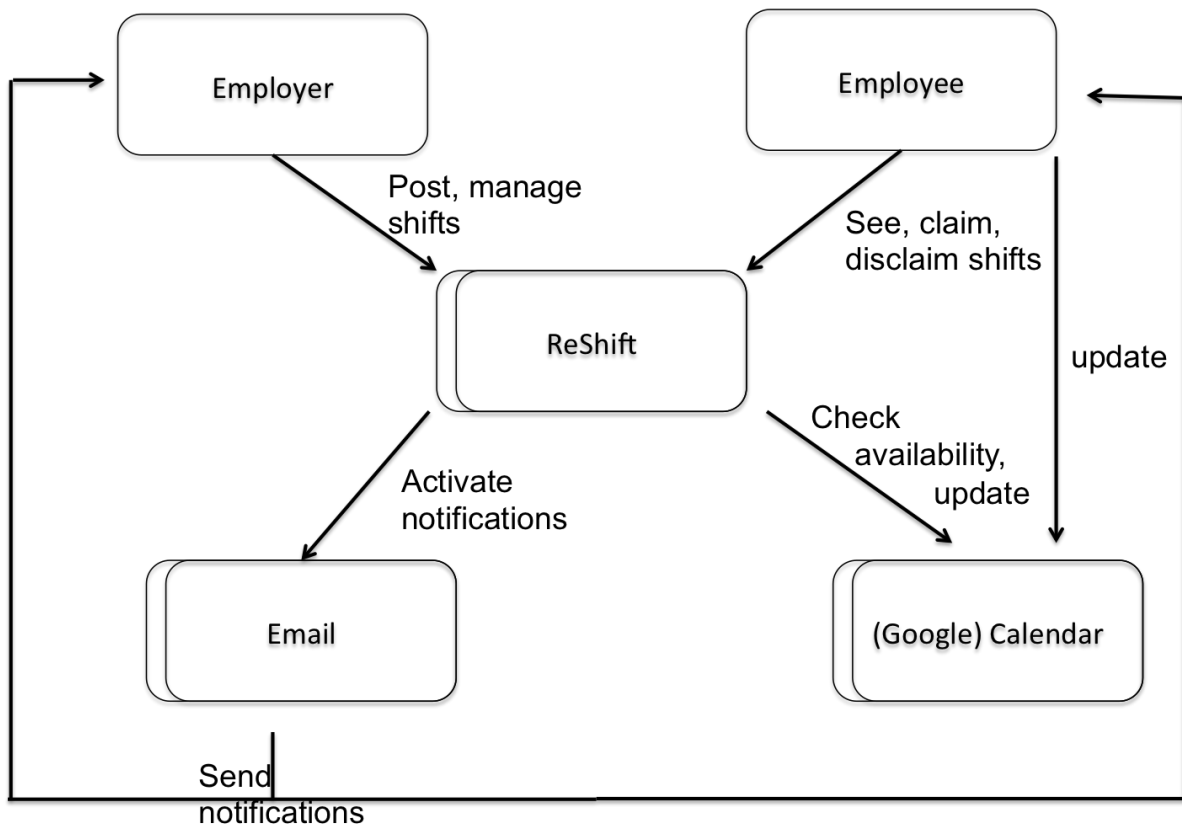 Employer
Employee
Post, manage
shifts
See, claim,
disclaim shifts
ReShift
update
Check
availability,
update
Activate
notifications
Email
(Google) Calendar
Send
notifications